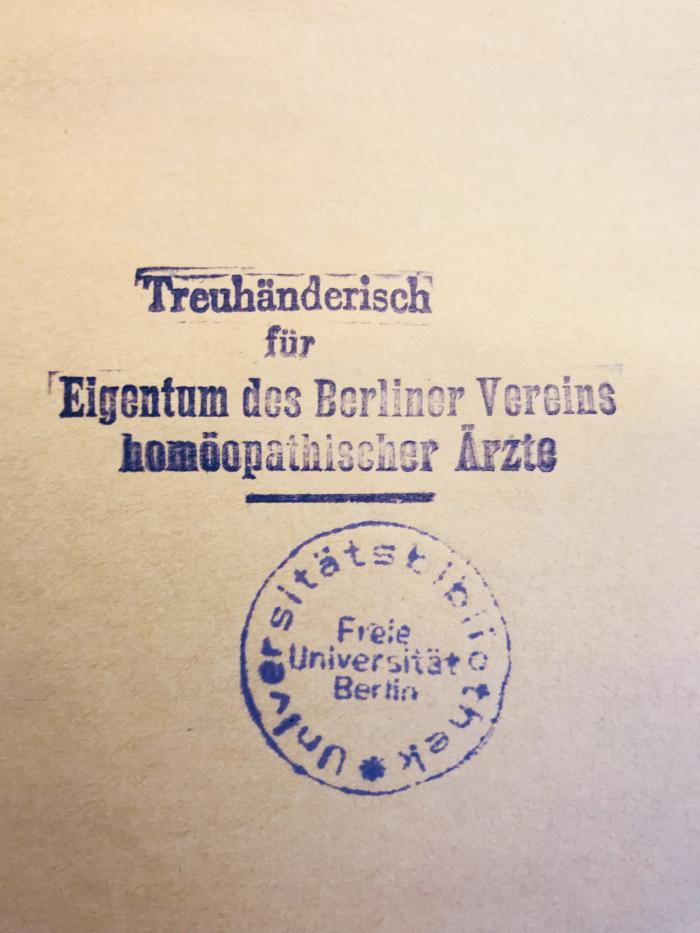 Treuhänderisch
für
Eigentum des Berliner Vereins
homöopathischer Ärzte
Universitätsbibliothek *
Freie
Universität
Berlin